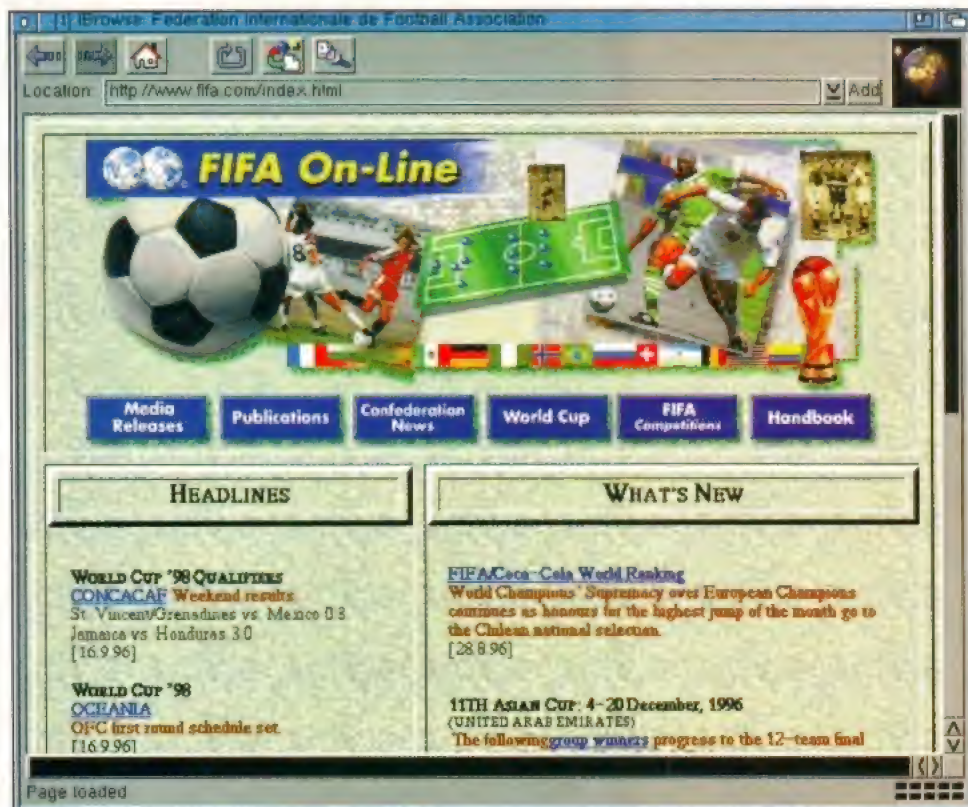 [1] IBrowse: Federation Internationale de Football Association
Location: http://www.fifa.com/index.html
Add
FIFA On-Line
8
Media Releases
Publications
Confederation News
World Cup
FIFA Competitions
Handbook
HEADLINES
WORLD CUP '98 QUALIFIERS
CONCACAF Weekend results
St. Vincent/Grenadines vs. Mexico 0:3
Jamaica vs. Honduras 3:0
[16.9.96]
WORLD CUP '98
OCEANIA
OFC first round schedule set.
[16.9.96]
WHAT'S NEW
FIFA/Coca-Cola World Ranking
World Champions' Supremacy over European Champions
continues as honours for the highest jump of the month go to
the Chilean national selection.
[28.8.96]
11TH ASIAN CUP: 4-20 December, 1996
(UNITED ARAB EMIRATES)
The following group winners progress to the 12-team final
Page loaded